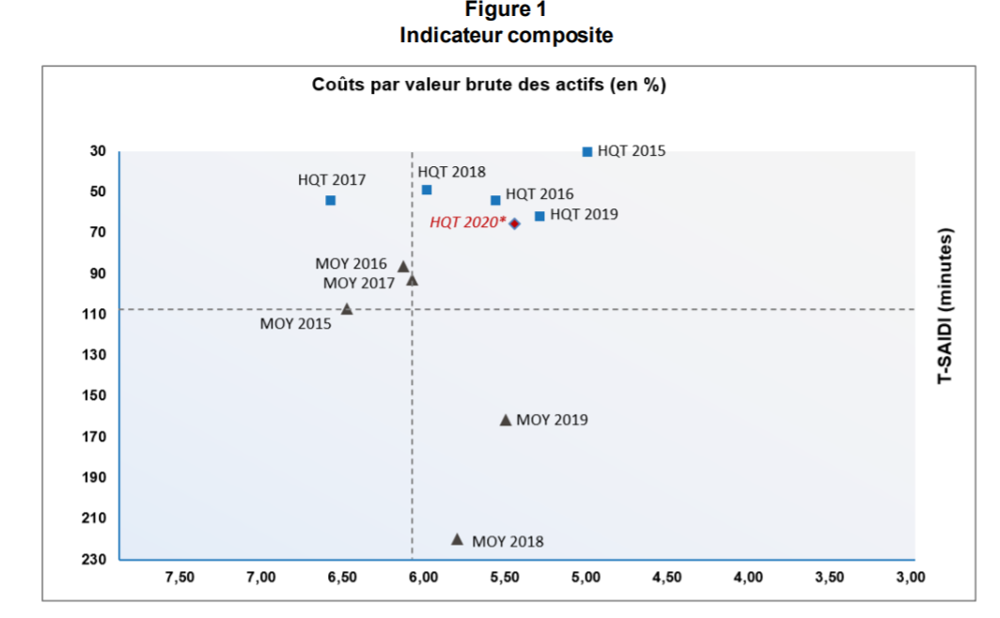 Figure 1
Indicateur composite
Coûts par valeur brute des actifs (en %)
30
50
70
90
110
130
150
170
190
210
230
HQT 2015
HQT 2017
HQT 2018
HQT 2016
HQT 2019
HQT 2020*
MOY 2016
MOY 2017
MOY 2015
MOY 2019
MOY 2018
T-SAIDI (minutes)
7,50 7,00 6,50 6,00 5,50 5,00 4,50 4,00 3,50 3,00